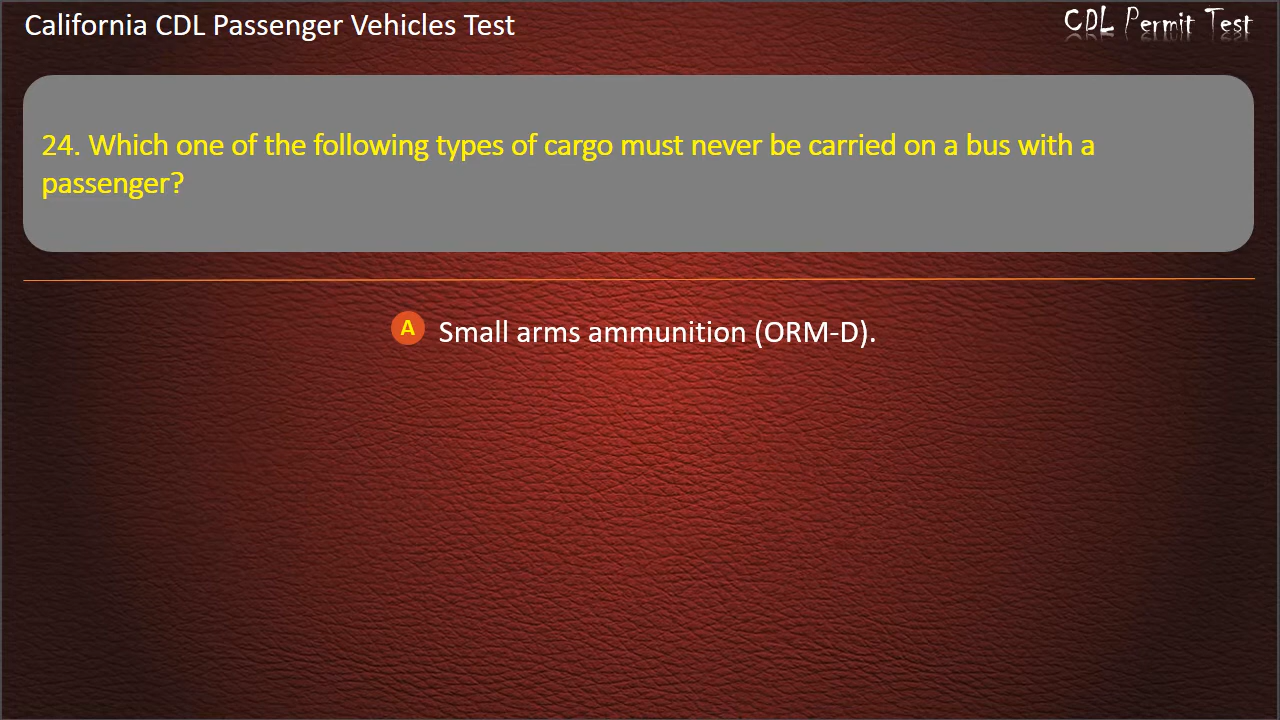 California CDL Passenger Vehicles Test
CDL Permit Test
24. Which one of the following types of cargo must never be carried on a bus with a
passenger?
A Small arms ammunition (ORM-D).